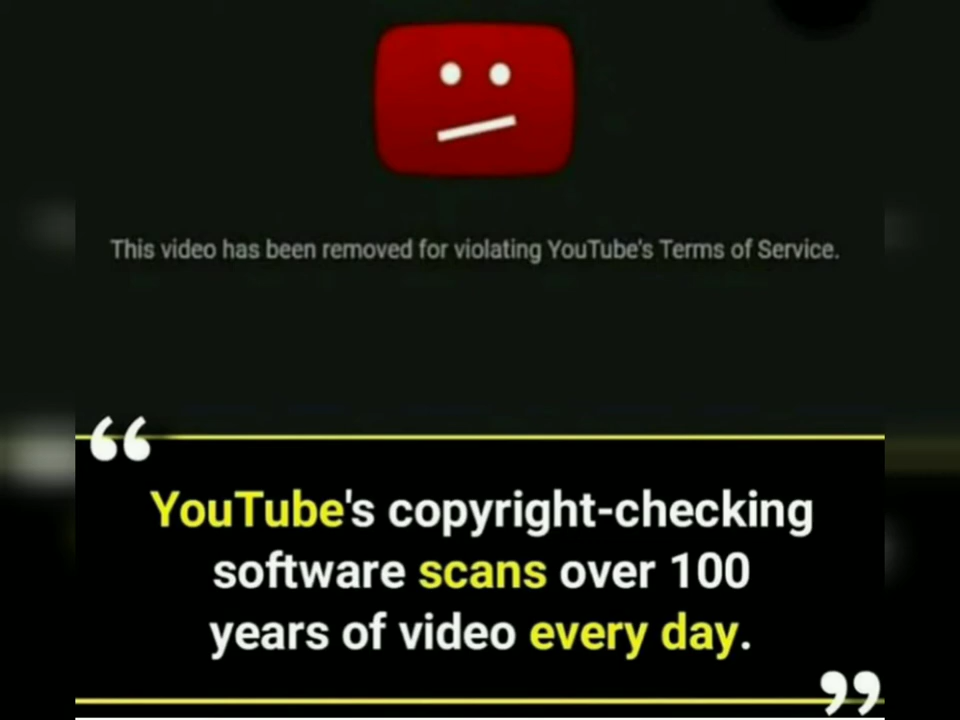 This video has been removed for violating YouTube's Terms of Service.
“
YouTube's copyright-checking
software scans over 100
years of video every day.
”